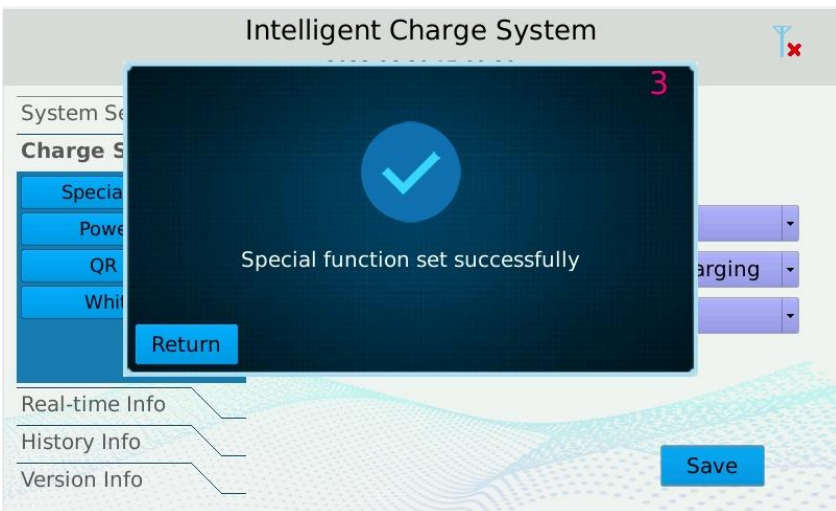 Intelligent Charge System
3
System Se
Charge S
Specia
Powe
QR
arging
Whit
Special function set successfully
Return
Real-time Info
History Info
Version Info
Save